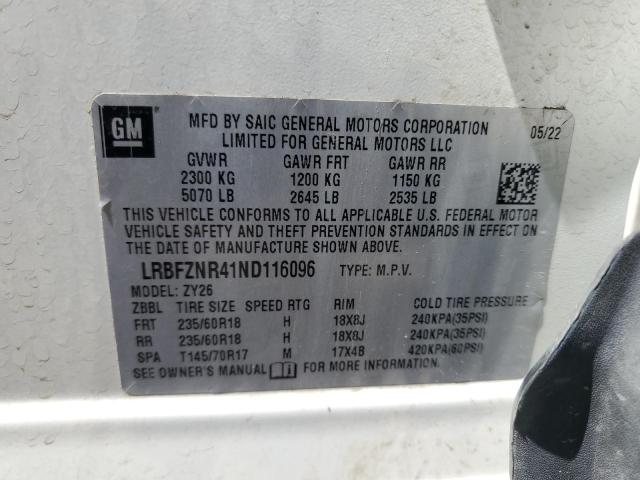 GM
MFD BY SAIC GENERAL MOTORS CORPORATION 05/22
LIMITED FOR GENERAL MOTORS LLC
GVWR GAWR FRT GAWR RR
2300 KG 1200 KG 1150 KG
5070 LB 2645 LB 2535 LB
THIS VEHICLE CONFORMS TO ALL APPLICABLE U.S. FEDERAL MOTOR
VEHICLE SAFETY AND THEFT PREVENTION STANDARDS IN EFFECT ON
THE DATE OF MANUFACTURE SHOWN ABOVE.
LRBFZNR41ND116096 TYPE: M.P.V.
MODEL: ZY26
ZBBL TIRE SIZE SPEED RTG RIM COLD TIRE PRESSURE
FRT 235/60R18 H 18X8J 240KPA(35PSI)
RR 235/60R18 H 18X8J 240KPA(35PSI)
SPA T145/70R17 M 17X4B 420KPA(60PSI)
SEE OWNER'S MANUAL FOR MORE INFORMATION.